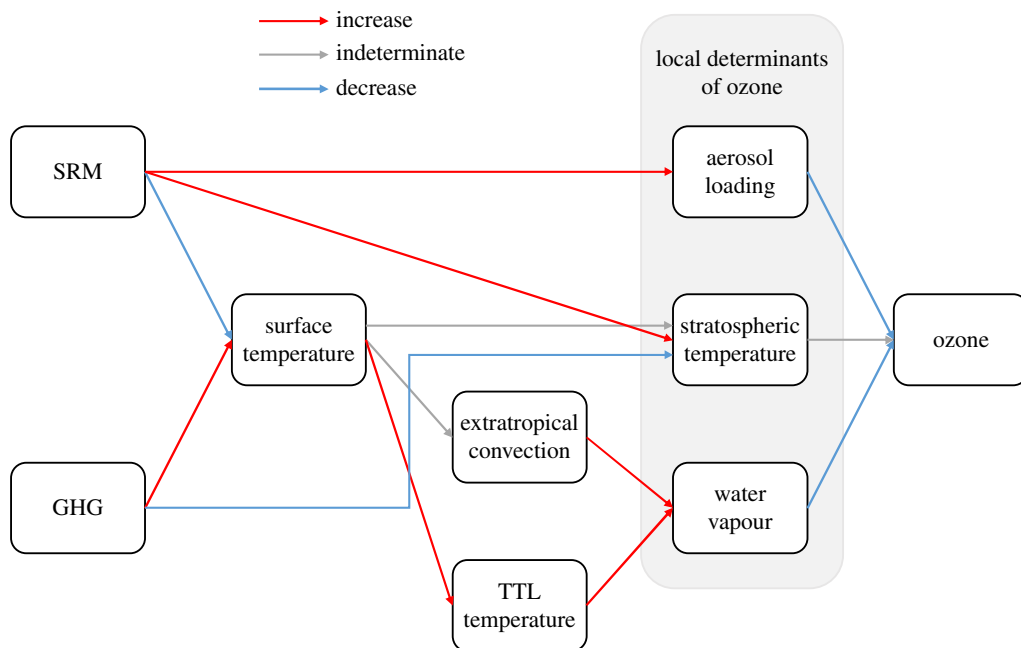 increase
indeterminate
decrease
local determinants
of ozone
SRM
aerosol
loading
surface
temperature
stratospheric
temperature
ozone
extratropical
convection
GHG
water
vapour
TTL
temperature